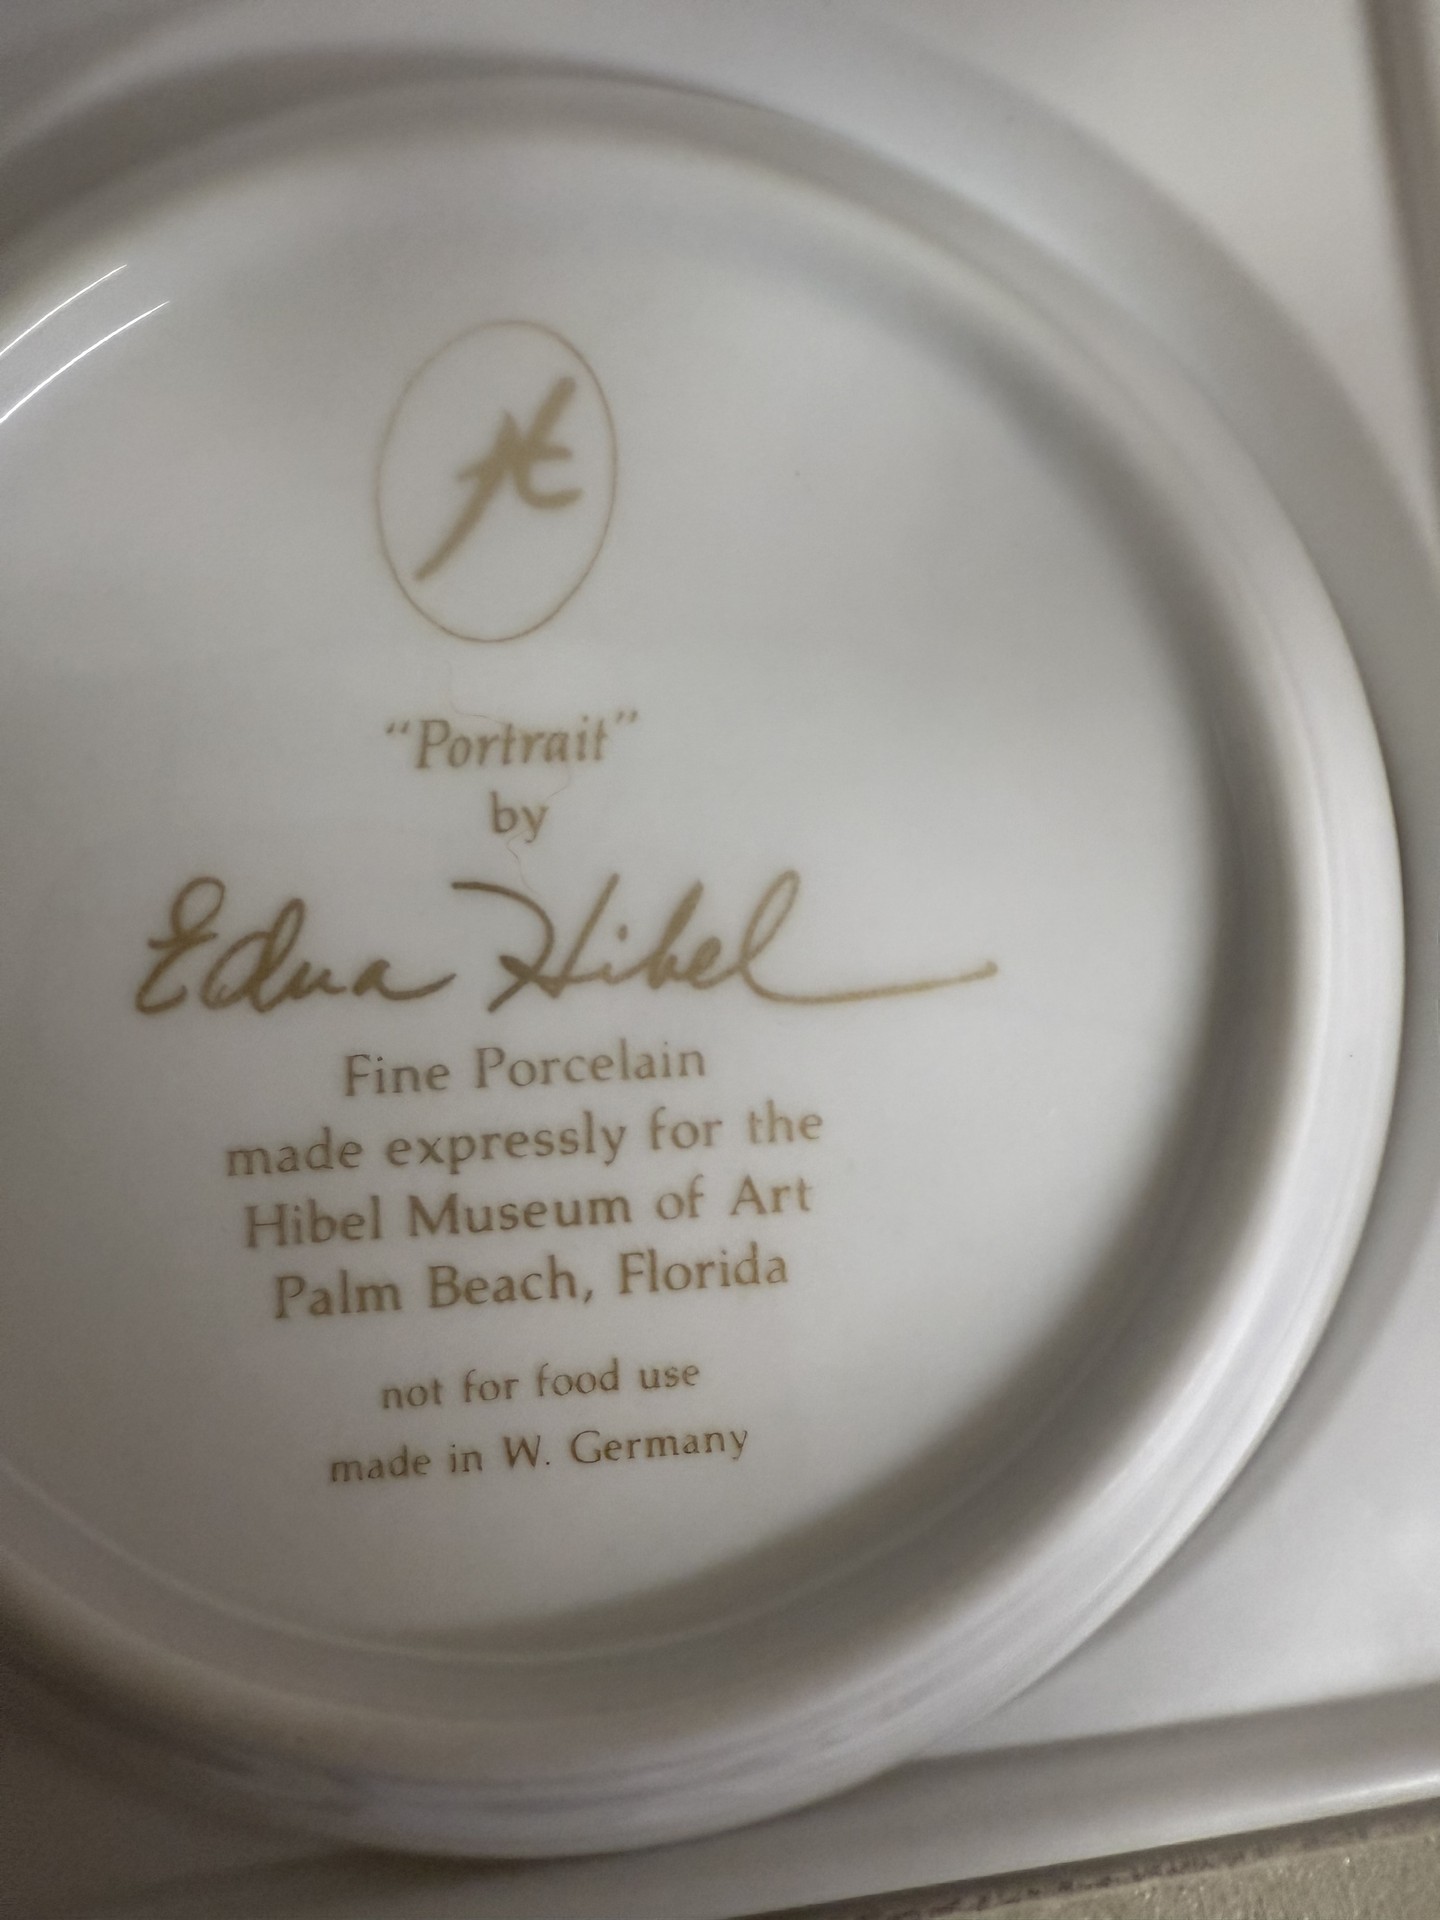 "Portrait"
by
Edna Hibel
Fine Porcelain
made expressly for the
Hibel Museum of Art
Palm Beach, Florida
not for food use
made in W. Germany